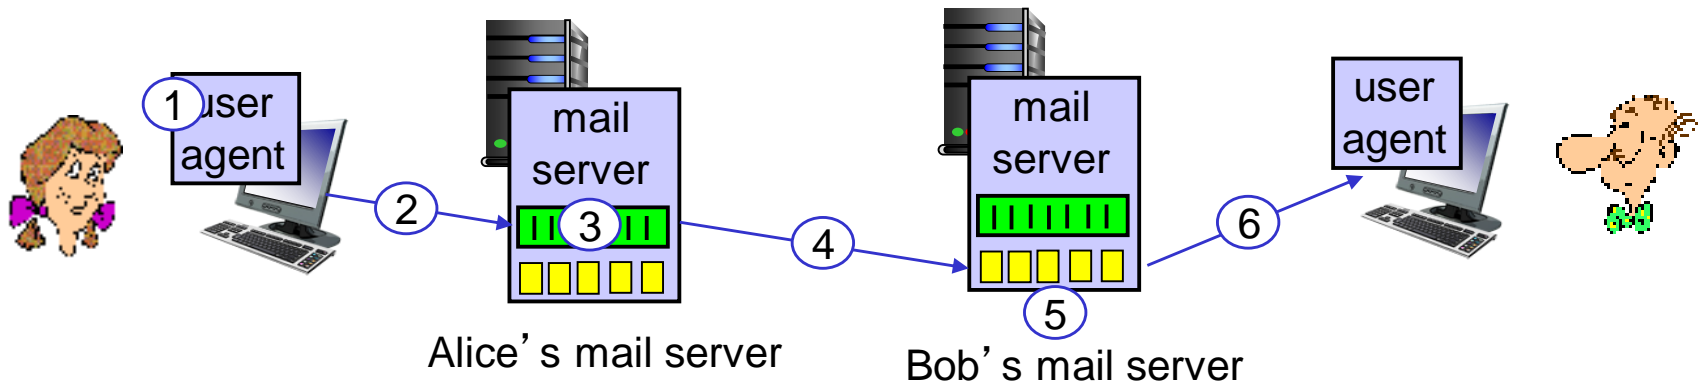 1
user
agent
2
mail
server
3
Alice’s mail server
4
mail
server
5
Bob’s mail server
6
user
agent